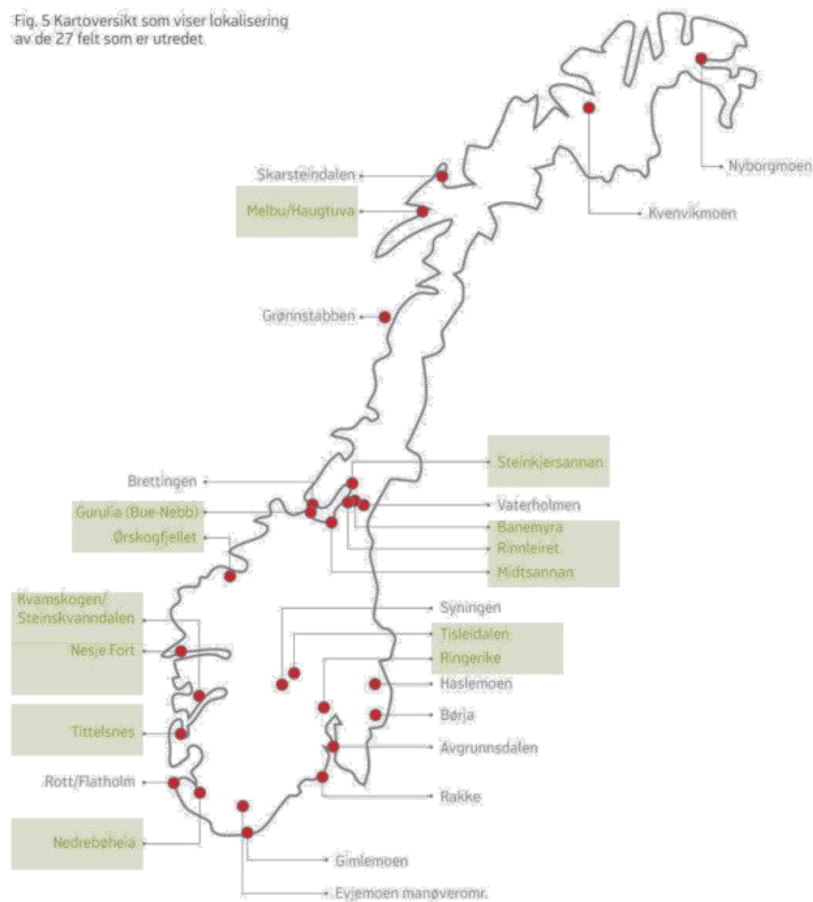 Fig. 5 Kartoversikt som viser lokalisering
av de 27 felt som er utredet
Nyborgmoen
Skarsteindalen
Melbu/Haugtuva
Kvenvikmoen
Grønnstabben
Steinkjersannan
Brettingen
Vaterholmen
Gurulia (Bue-Nebb)
Banemyra
Ørskogfjellet
Rinnleiret
Midtsannan
Kvamskogen/
Steinskvanndalen
Syningen
Tisleidalen
Nesje Fort
Ringerike
Haslemoen
Børja
Tittelsnes
Avgrunnsdalen
Rott/Flatholm
Rakke
Nedrebøheia
Gimlemoen
Evjemoen manøveromr.